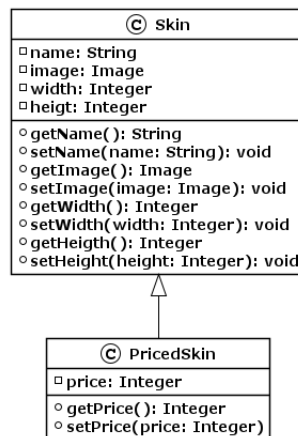 C Skin
name: String
image: Image
width: Integer
heigt: Integer
getName(): String
setName(name: String): void
getImage(): Image
setImage(image: Image): void
getWidth(): Integer
setWidth(width: Integer): void
getHeigth(): Integer
setHeight(height: Integer): void
C PricedSkin
price: Integer
getPrice(): Integer
setPrice(price: Integer)